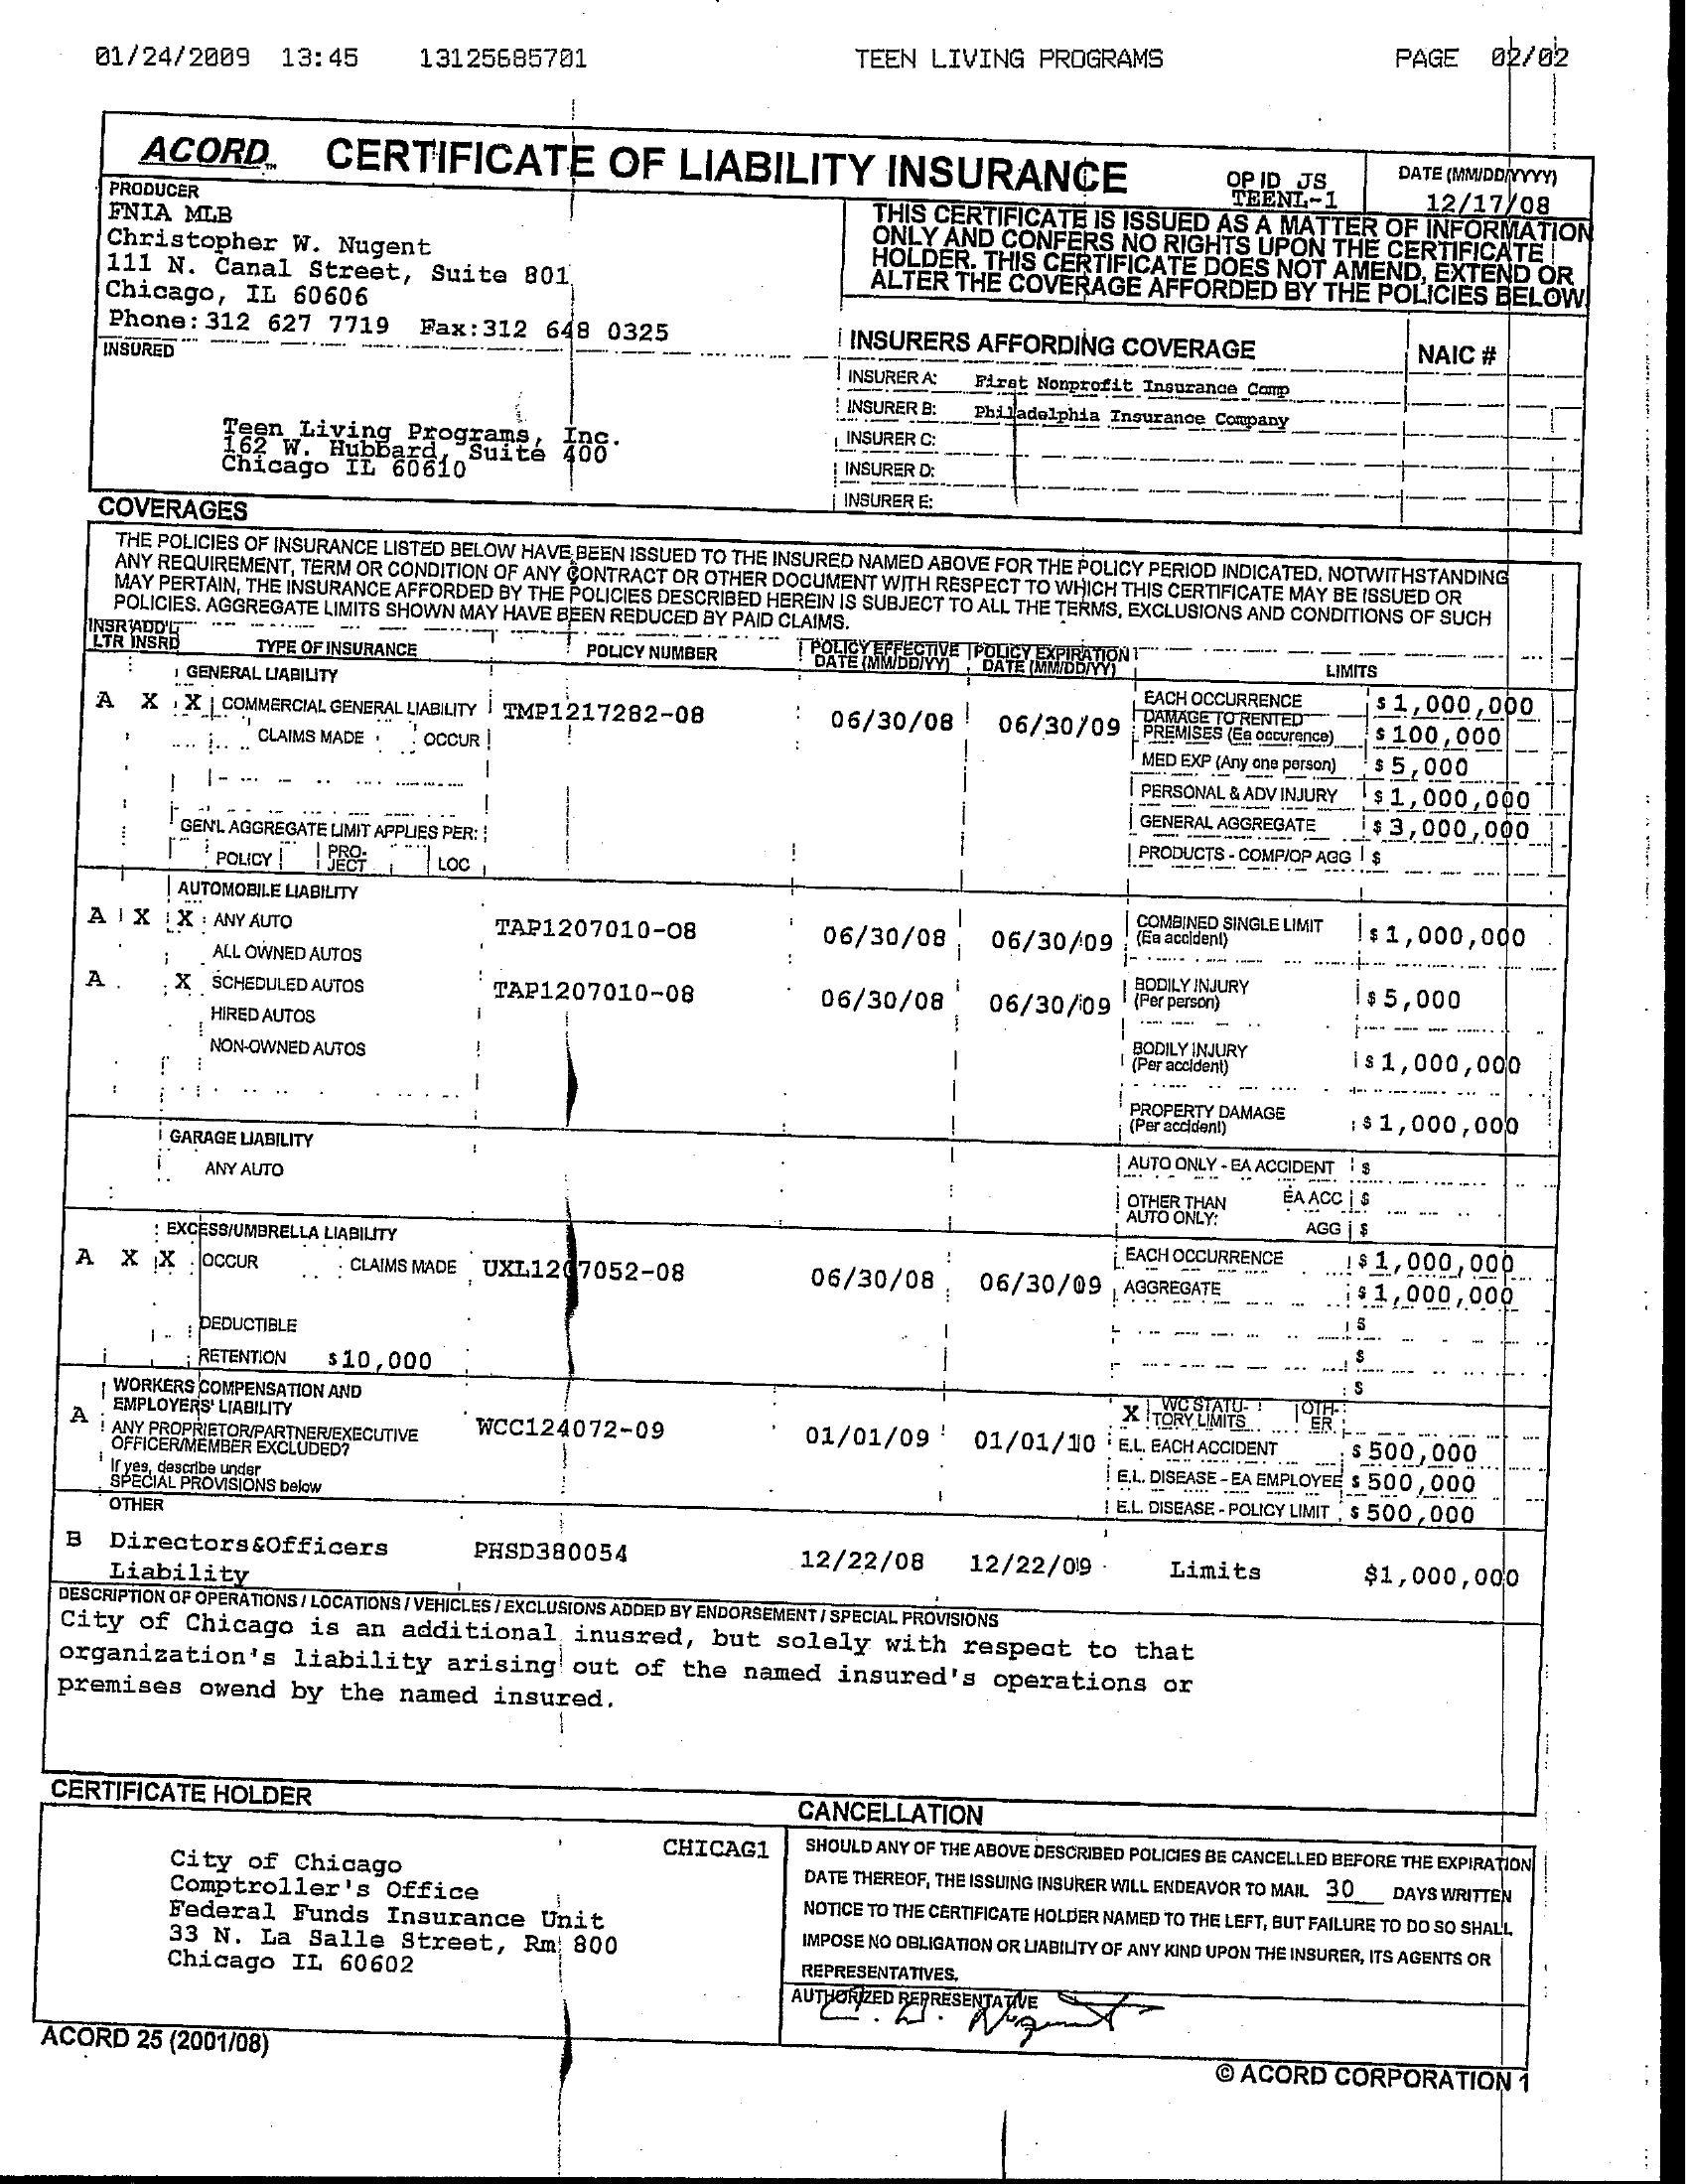 01/24/2009 13:45 13125685701 TEEN LIVING PROGRAMS PAGE 02/02
ACORD™ CERTIFICATE OF LIABILITY INSURANCE
OP ID JS
TEENL-1
DATE (MM/DD/YYYY)
12/17/08
PRODUCER
FNIA MLB
Christopher W. Nugent
111 N. Canal Street, Suite 801
Chicago, IL 60606
Phone:312 627 7719 Fax:312 648 0325
THIS CERTIFICATE IS ISSUED AS A MATTER OF INFORMATION
ONLY AND CONFERS NO RIGHTS UPON THE CERTIFICATE
HOLDER. THIS CERTIFICATE DOES NOT AMEND, EXTEND OR
ALTER THE COVERAGE AFFORDED BY THE POLICIES BELOW.
INSURERS AFFORDING COVERAGE NAIC #
INSURED
Teen Living Programs, Inc.
162 W. Hubbard, Suite 400
Chicago IL 60610
INSURER A: First Nonprofit Insurance Comp
INSURER B: Philadelphia Insurance Company
INSURER C:
INSURER D:
INSURER E:
COVERAGES
THE POLICIES OF INSURANCE LISTED BELOW HAVE BEEN ISSUED TO THE INSURED NAMED ABOVE FOR THE POLICY PERIOD INDICATED. NOTWITHSTANDING
ANY REQUIREMENT, TERM OR CONDITION OF ANY CONTRACT OR OTHER DOCUMENT WITH RESPECT TO WHICH THIS CERTIFICATE MAY BE ISSUED OR
MAY PERTAIN, THE INSURANCE AFFORDED BY THE POLICIES DESCRIBED HEREIN IS SUBJECT TO ALL THE TERMS, EXCLUSIONS AND CONDITIONS OF SUCH
POLICIES. AGGREGATE LIMITS SHOWN MAY HAVE BEEN REDUCED BY PAID CLAIMS.
INSR ADD'L
LTR INSRD TYPE OF INSURANCE POLICY NUMBER POLICY EFFECTIVE DATE (MM/DD/YY) POLICY EXPIRATION DATE (MM/DD/YY) LIMITS
GENERAL LIABILITY
A X X COMMERCIAL GENERAL LIABILITY TMP1217282-08 06/30/08 06/30/09 EACH OCCURRENCE $ 1,000,000
CLAIMS MADE OCCUR DAMAGE TO RENTED PREMISES (Ea occurence) $ 100,000
MED EXP (Any one person) $ 5,000
PERSONAL & ADV INJURY $ 1,000,000
GENERAL AGGREGATE $ 3,000,000
GEN'L AGGREGATE LIMIT APPLIES PER: PRODUCTS - COMP/OP AGG $
POLICY PRO-JECT LOC
AUTOMOBILE LIABILITY
A X X ANY AUTO TAP1207010-08 06/30/08 06/30/09 COMBINED SINGLE LIMIT (Ea accident) $ 1,000,000
ALL OWNED AUTOS
A X SCHEDULED AUTOS TAP1207010-08 06/30/08 06/30/09 BODILY INJURY (Per person) $ 5,000
HIRED AUTOS
NON-OWNED AUTOS BODILY INJURY (Per accident) $ 1,000,000
PROPERTY DAMAGE (Per accident) $ 1,000,000
GARAGE LIABILITY
ANY AUTO
AUTO ONLY - EA ACCIDENT $
OTHER THAN AUTO ONLY: EA ACC $
AGG $
EXCESS/UMBRELLA LIABILITY
A X X OCCUR CLAIMS MADE UXL1207052-08 06/30/08 06/30/09 EACH OCCURRENCE $ 1,000,000
AGGREGATE $ 1,000,000
DEDUCTIBLE $
RETENTION $ 10,000 $
$
WORKERS COMPENSATION AND
EMPLOYERS' LIABILITY
A ANY PROPRIETOR/PARTNER/EXECUTIVE
OFFICER/MEMBER EXCLUDED?
If yes, describe under
SPECIAL PROVISIONS below
WCC124072-09 01/01/09 01/01/10
X WC STATU-TORY LIMITS OTH-ER
E.L. EACH ACCIDENT $ 500,000
E.L. DISEASE - EA EMPLOYEE $ 500,000
E.L. DISEASE - POLICY LIMIT $ 500,000
OTHER
B Directors&Officers PHSD380054 12/22/08 12/22/09 Limits $1,000,000
Liability
DESCRIPTION OF OPERATIONS / LOCATIONS / VEHICLES / EXCLUSIONS ADDED BY ENDORSEMENT / SPECIAL PROVISIONS
City of Chicago is an additional inusred, but solely with respect to that
organization's liability arising out of the named insured's operations or
premises owend by the named insured.
CERTIFICATE HOLDER
CHICAG1
City of Chicago
Comptroller's Office
Federal Funds Insurance Unit
33 N. La Salle Street, Rm 800
Chicago IL 60602
CANCELLATION
SHOULD ANY OF THE ABOVE DESCRIBED POLICIES BE CANCELLED BEFORE THE EXPIRATION
DATE THEREOF, THE ISSUING INSURER WILL ENDEAVOR TO MAIL 30 DAYS WRITTEN
NOTICE TO THE CERTIFICATE HOLDER NAMED TO THE LEFT, BUT FAILURE TO DO SO SHALL
IMPOSE NO OBLIGATION OR LIABILITY OF ANY KIND UPON THE INSURER, ITS AGENTS OR
REPRESENTATIVES.
AUTHORIZED REPRESENTATIVE
C. W. Nugent
ACORD 25 (2001/08)
© ACORD CORPORATION 1